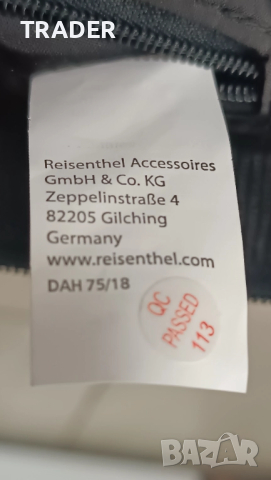 TRADER
Reisenthel Accessoires
GmbH & Co. KG
Zeppelinstraße 4
82205 Gilching
Germany
www.reisenthel.com
DAH 75/18
QC
PASSED
113
BAZAR